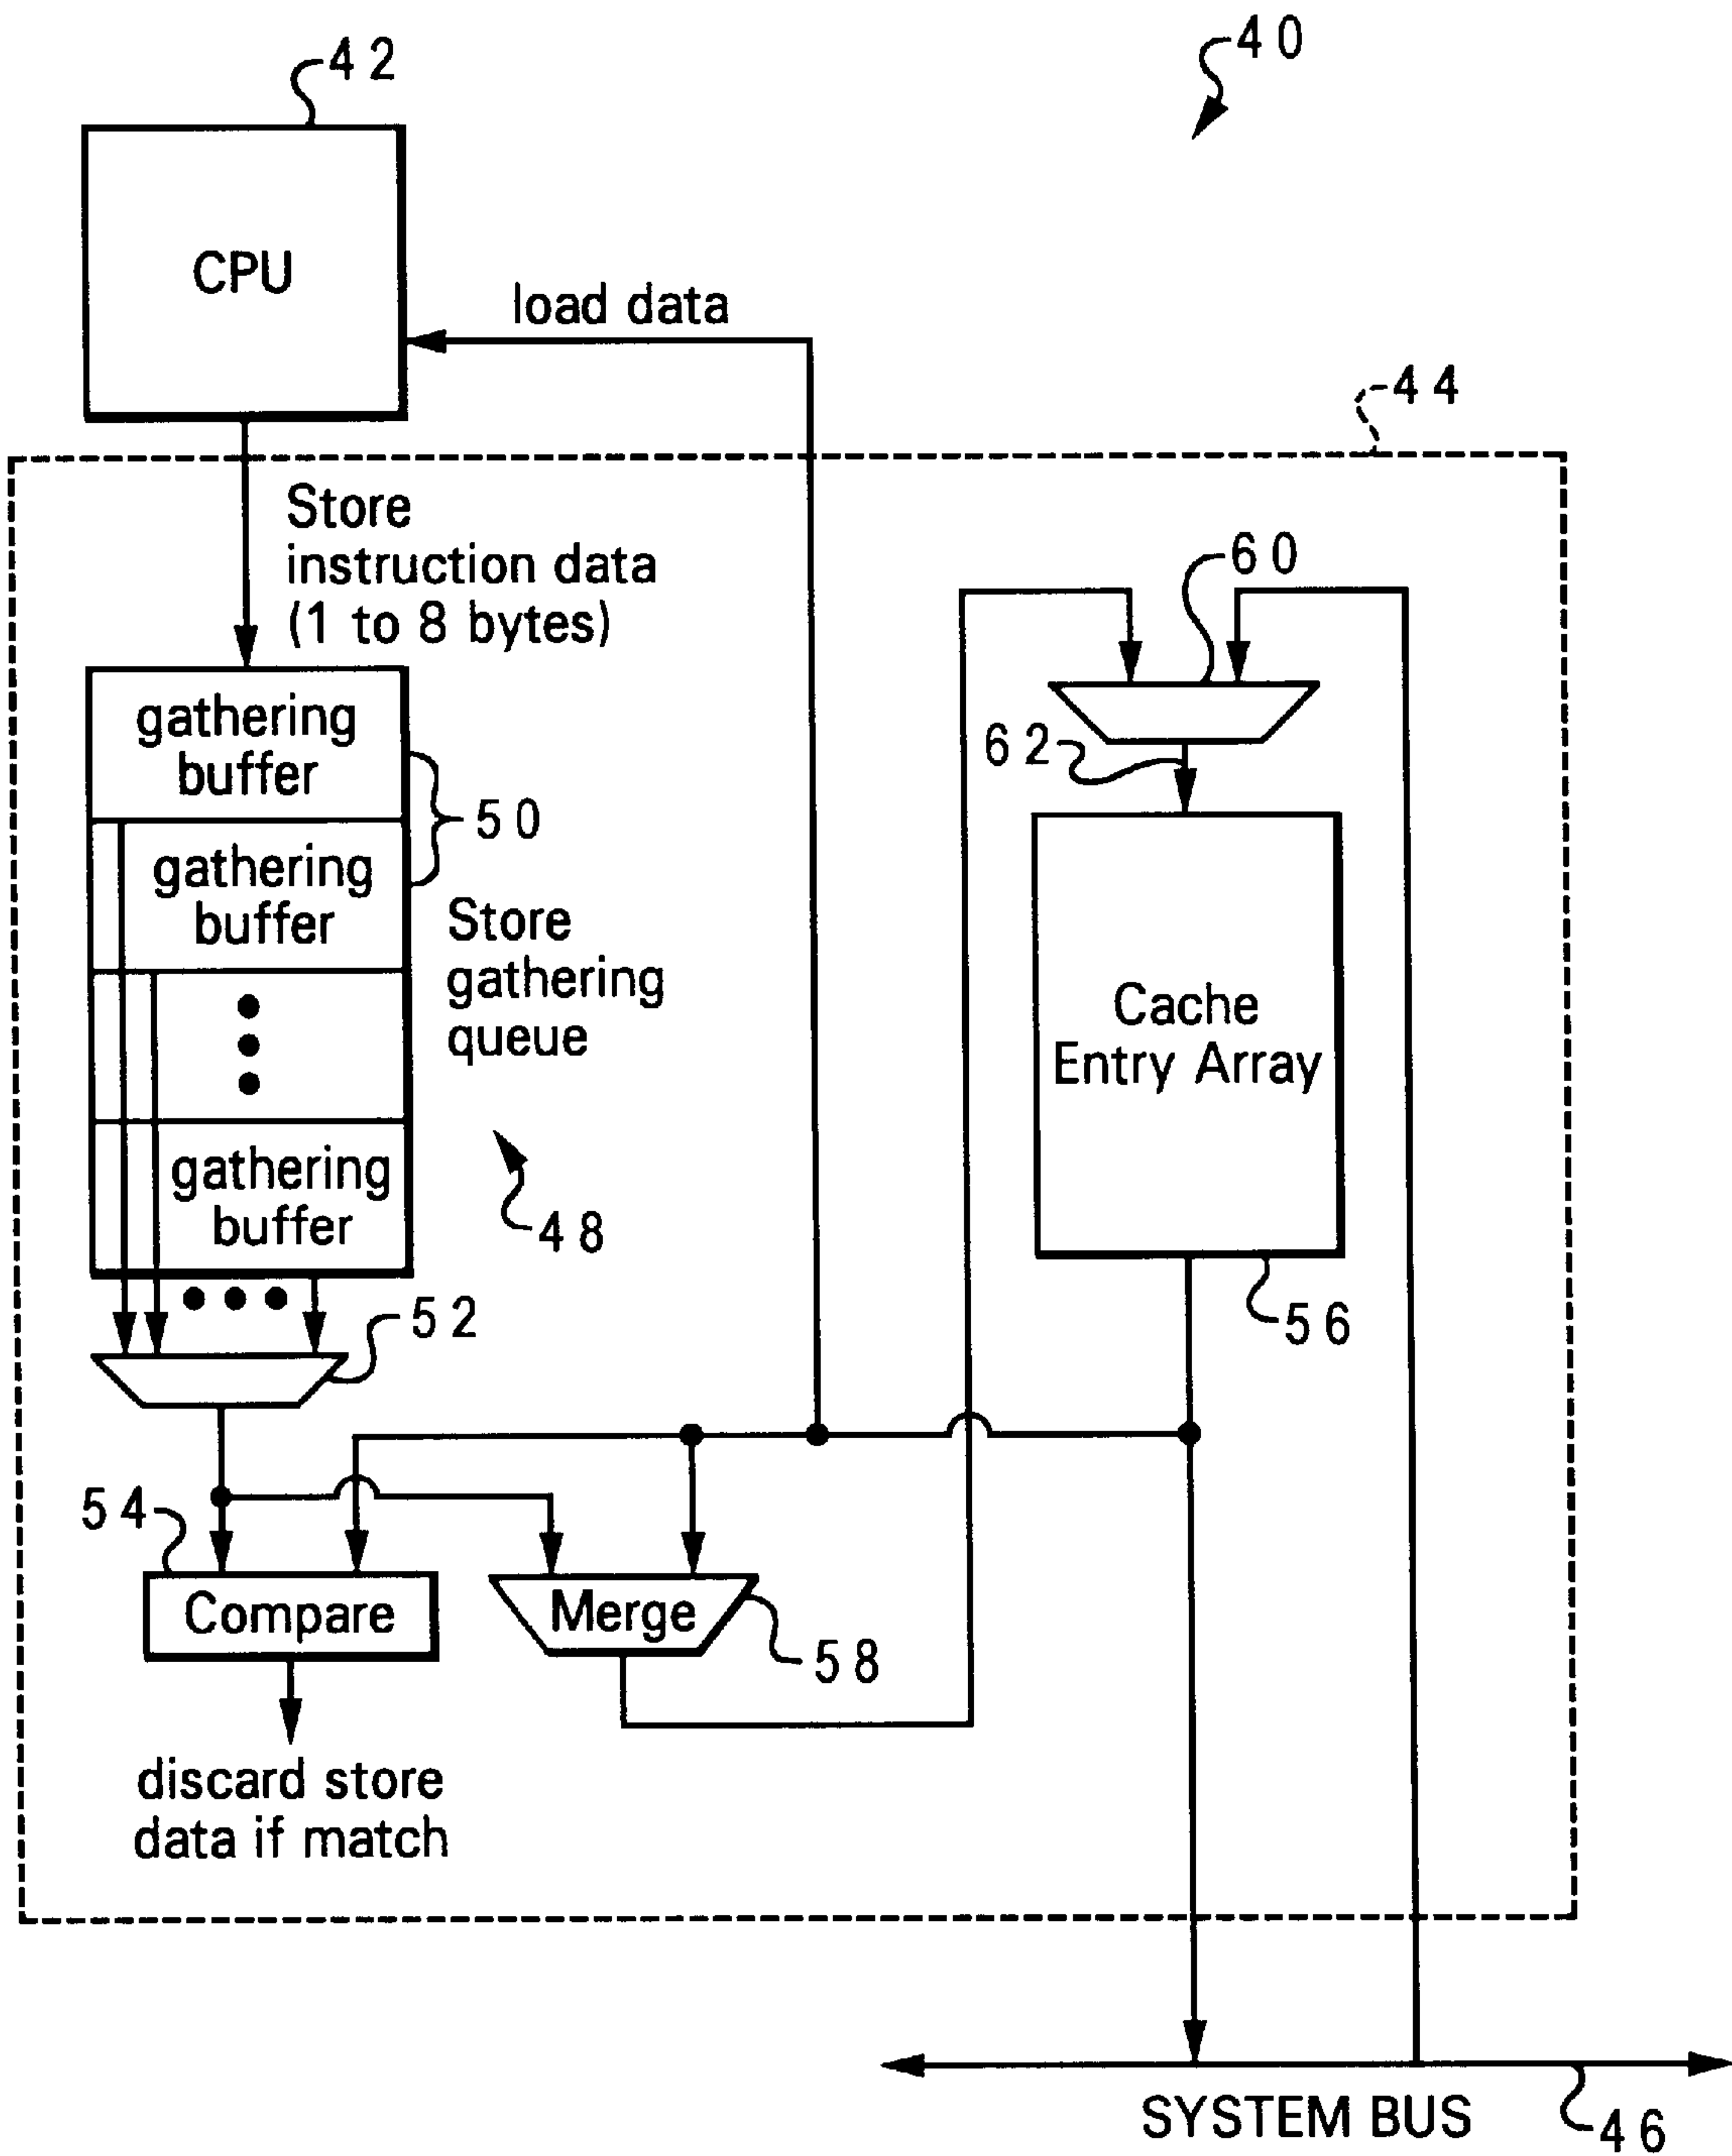 40
42
CPU
load data
44
Store
instruction data
(1 to 8 bytes)
60
gathering
buffer
62
50
gathering
buffer
Store
gathering
queue
Cache
Entry Array
gathering
buffer
48
56
52
54
Compare
Merge
58
discard store
data if match
SYSTEM BUS
46